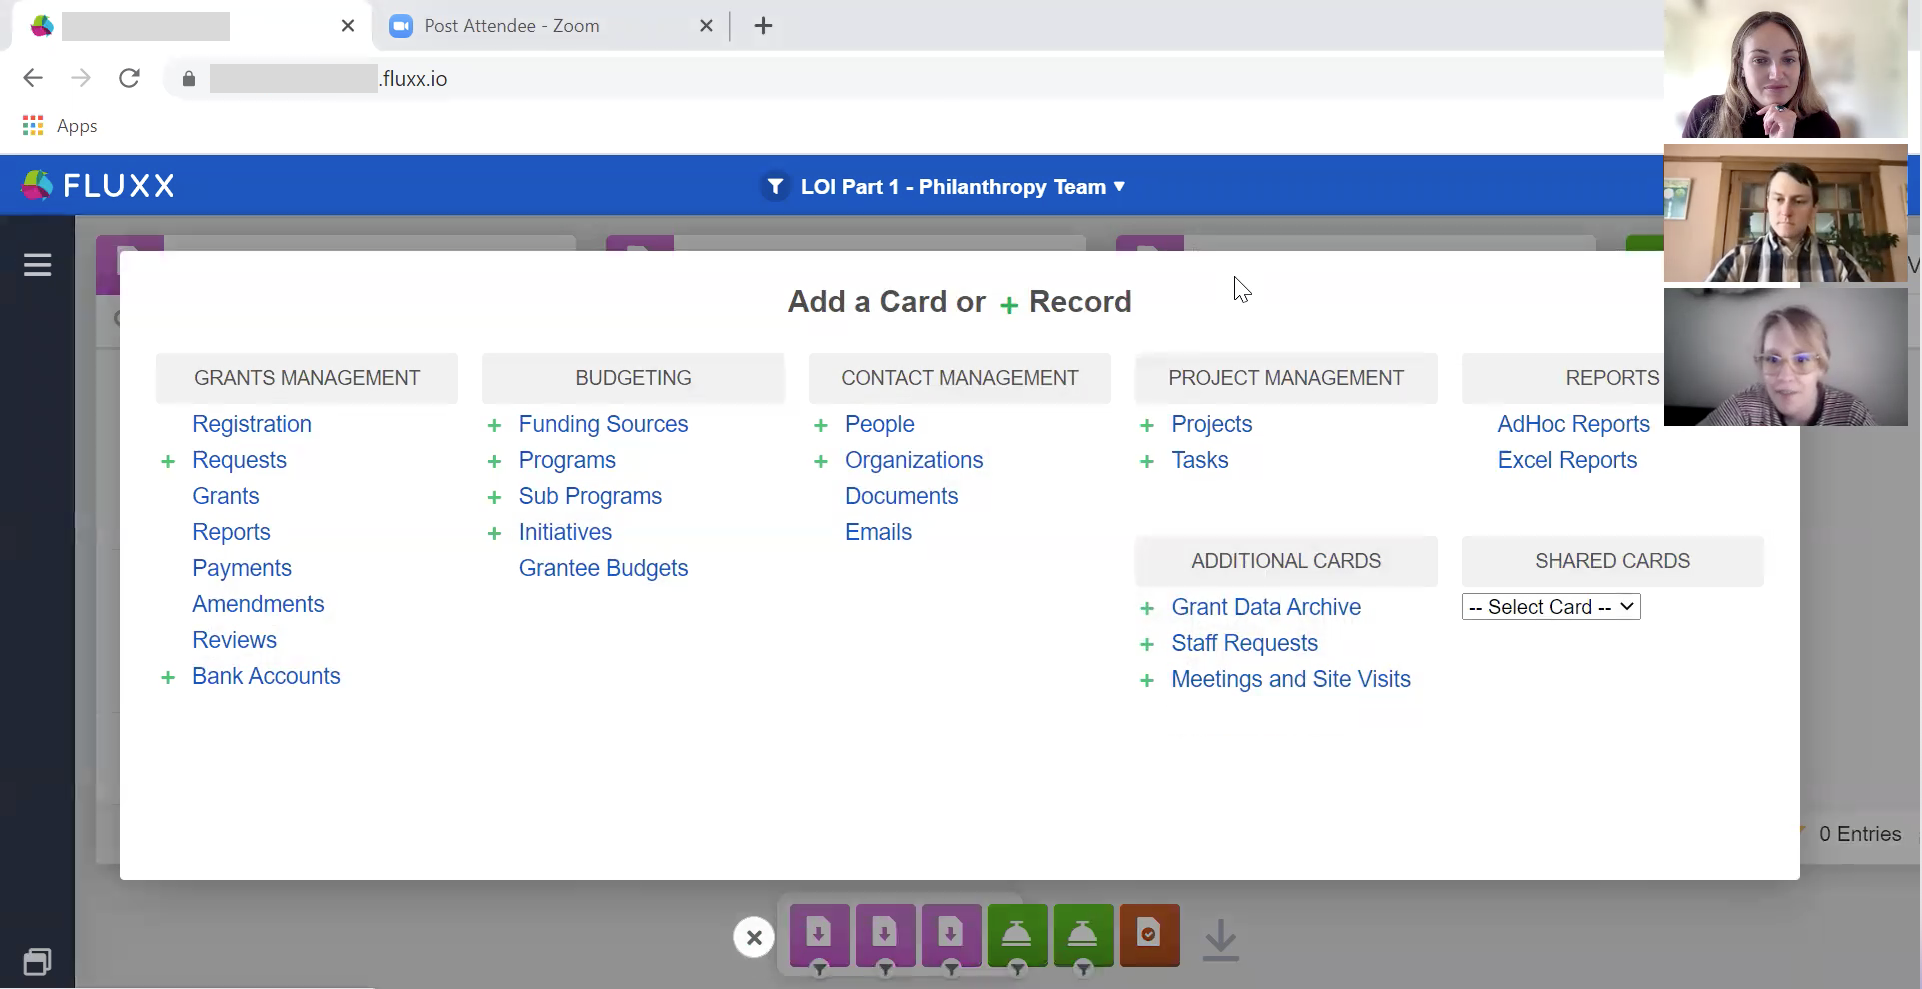 Post Attendee - Zoom
.fluxx.io
Apps
FLUXX
LOI Part 1 - Philanthropy Team
Add a Card or + Record
GRANTS MANAGEMENT
Registration
+ Requests
Grants
Reports
Payments
Amendments
Reviews
+ Bank Accounts
BUDGETING
+ Funding Sources
+ Programs
+ Sub Programs
+ Initiatives
Grantee Budgets
CONTACT MANAGEMENT
+ People
+ Organizations
Documents
Emails
PROJECT MANAGEMENT
+ Projects
+ Tasks
REPORTS
AdHoc Reports
Excel Reports
ADDITIONAL CARDS
+ Grant Data Archive
+ Staff Requests
+ Meetings and Site Visits
SHARED CARDS
-- Select Card --
0 Entries